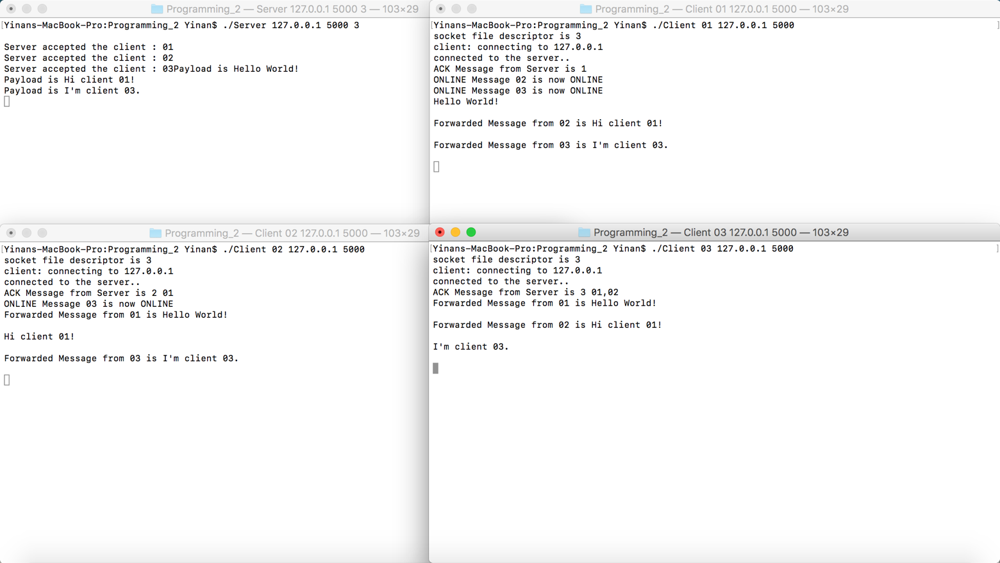 Programming_2 — Server 127.0.0.1 5000 3 — 103×29
[Yinans-MacBook-Pro:Programming_2 Yinan$ ./Server 127.0.0.1 5000 3
Server accepted the client : 01
Server accepted the client : 02
Server accepted the client : 03Payload is Hello World!
Payload is Hi client 01!
Payload is I'm client 03.
Programming_2 — Client 01 127.0.0.1 5000 — 103×29
[Yinans-MacBook-Pro:Programming_2 Yinan$ ./Client 01 127.0.0.1 5000 ]
socket file descriptor is 3
client: connecting to 127.0.0.1
connected to the server..
ACK Message from Server is 1
ONLINE Message 02 is now ONLINE
ONLINE Message 03 is now ONLINE
Hello World!
Forwarded Message from 02 is Hi client 01!
Forwarded Message from 03 is I'm client 03.
Programming_2 — Client 02 127.0.0.1 5000 — 103×29
[Yinans-MacBook-Pro:Programming_2 Yinan$ ./Client 02 127.0.0.1 5000
socket file descriptor is 3
client: connecting to 127.0.0.1
connected to the server..
ACK Message from Server is 2 01
ONLINE Message 03 is now ONLINE
Forwarded Message from 01 is Hello World!
Hi client 01!
Forwarded Message from 03 is I'm client 03.
Programming_2 — Client 03 127.0.0.1 5000 — 103×29
[Yinans-MacBook-Pro:Programming_2 Yinan$ ./Client 03 127.0.0.1 5000 ]
socket file descriptor is 3
client: connecting to 127.0.0.1
connected to the server..
ACK Message from Server is 3 01,02
Forwarded Message from 01 is Hello World!
Forwarded Message from 02 is Hi client 01!
I'm client 03.